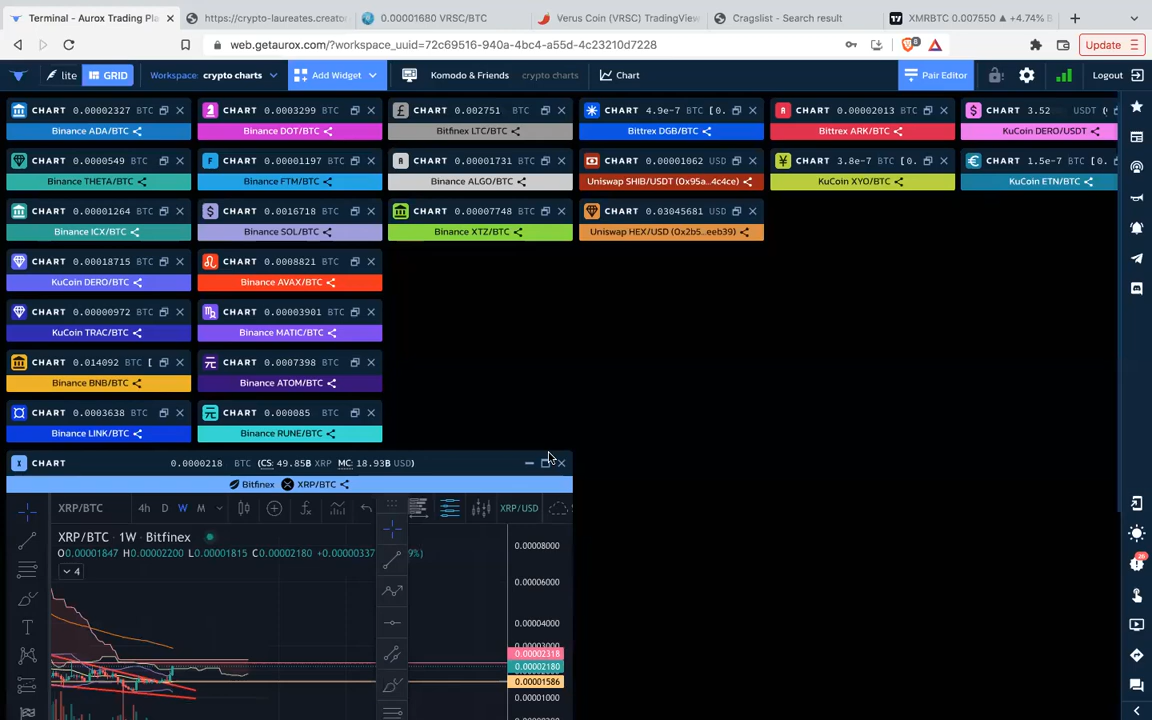 Terminal - Aurox Trading Pla
https://crypto-laureates.creator
0.00001680 VRSC/BTC
Verus Coin (VRSC) TradingView
Cragslist - Search result
XMRBTC 0.007550 ▲ +4.74% B
web.getaurox.com/?workspace_uuid=72c69516-940a-4bc4-a55d-4c23210d7228
Update
lite
GRID
Workspace: crypto charts
Add Widget
Komodo & Friends
crypto charts
Chart
Pair Editor
Logout
CHART 0.00002327 BTC
CHART 0.0003299 BTC
CHART 0.002751 BTC
CHART 4.9e-7 BTC [0.
CHART 0.00002013 BTC
CHART 3.52 USDT (
Binance ADA/BTC
Binance DOT/BTC
Bitfinex LTC/BTC
Bittrex DGB/BTC
Bittrex ARK/BTC
KuCoin DERO/USDT
CHART 0.0000549 BTC
CHART 0.00001197 BTC
CHART 0.00001731 BTC
CHART 0.00001062 USD
CHART 3.8e-7 BTC [0.
CHART 1.5e-7 BTC [0.
Binance THETA/BTC
Binance FTM/BTC
Binance ALGO/BTC
Uniswap SHIB/USDT (0x95a..4c4ce)
KuCoin XYO/BTC
KuCoin ETN/BTC
CHART 0.00001264 BTC
CHART 0.0016718 BTC
CHART 0.00007748 BTC
CHART 0.03045681 USD
Binance ICX/BTC
Binance SOL/BTC
Binance XTZ/BTC
Uniswap HEX/USD (0x2b5..eeb39)
CHART 0.00018715 BTC
CHART 0.0008821 BTC
KuCoin DERO/BTC
Binance AVAX/BTC
CHART 0.00000972 BTC
CHART 0.00003901 BTC
KuCoin TRAC/BTC
Binance MATIC/BTC
CHART 0.014092 BTC [
CHART 0.0007398 BTC
Binance BNB/BTC
Binance ATOM/BTC
CHART 0.0003638 BTC
CHART 0.000085 BTC
Binance LINK/BTC
Binance RUNE/BTC
CHART 0.0000218 BTC (CS: 49.85B XRP MC: 18.93B USD)
Bitfinex XRP/BTC
XRP/BTC 4h D W M
XRP/USD
XRP/BTC · 1W · Bitfinex
O0.00001847 H0.00002200 L0.00001815 C0.00002180
4
0.00008000
0.00006000
0.00004000
0.00002318
0.00002180
0.00001586
0.00001000